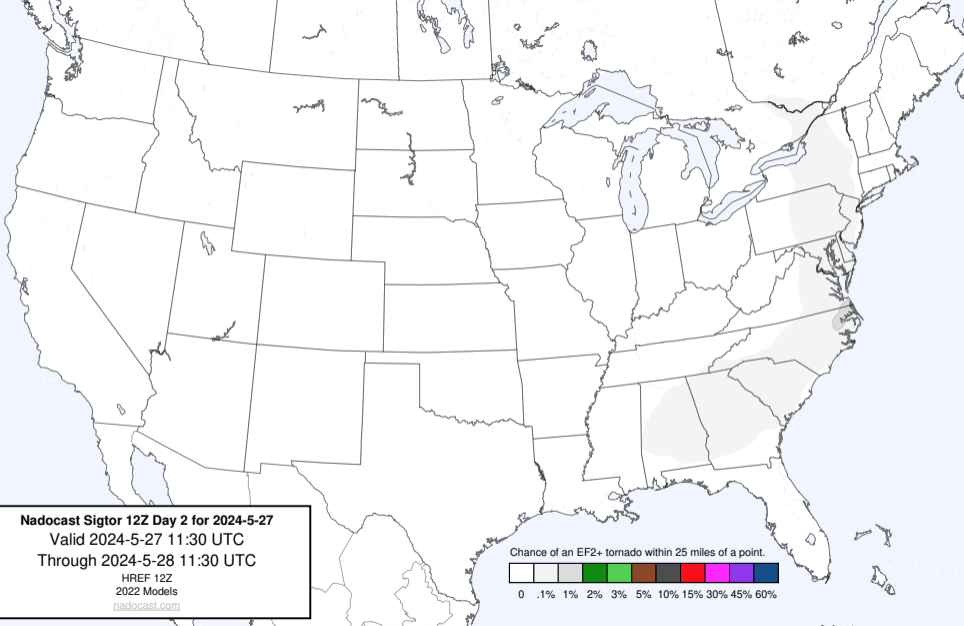 Nadocast Sigtor 12Z Day 2 for 2024-5-27
Valid 2024-5-27 11:30 UTC
Through 2024-5-28 11:30 UTC
HREF 12Z
2022 Models
nadocast.com
Chance of an EF2+ tornado within 25 miles of a point.
0 .1% 1% 2% 3% 5% 10% 15% 30% 45% 60%